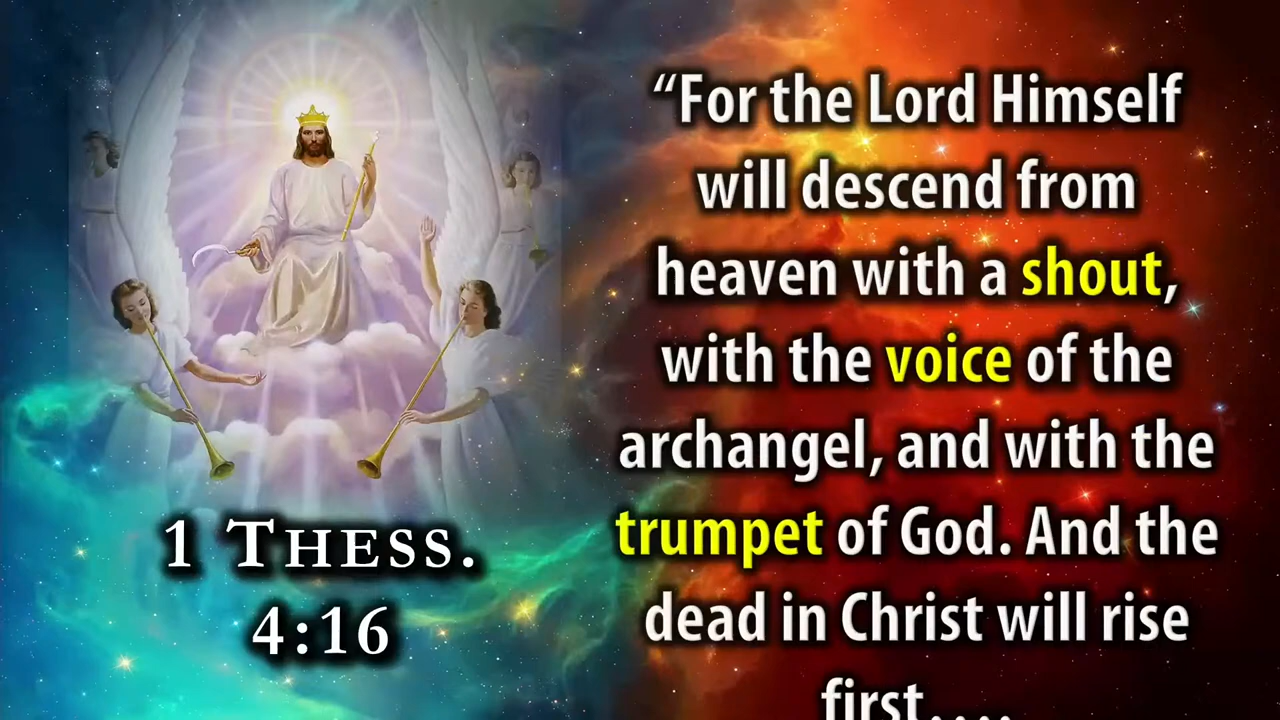 “For the Lord Himself
will descend from
heaven with a shout,
with the voice of the
archangel, and with the
trumpet of God. And the
dead in Christ will rise
first….
1 THESS.
4:16